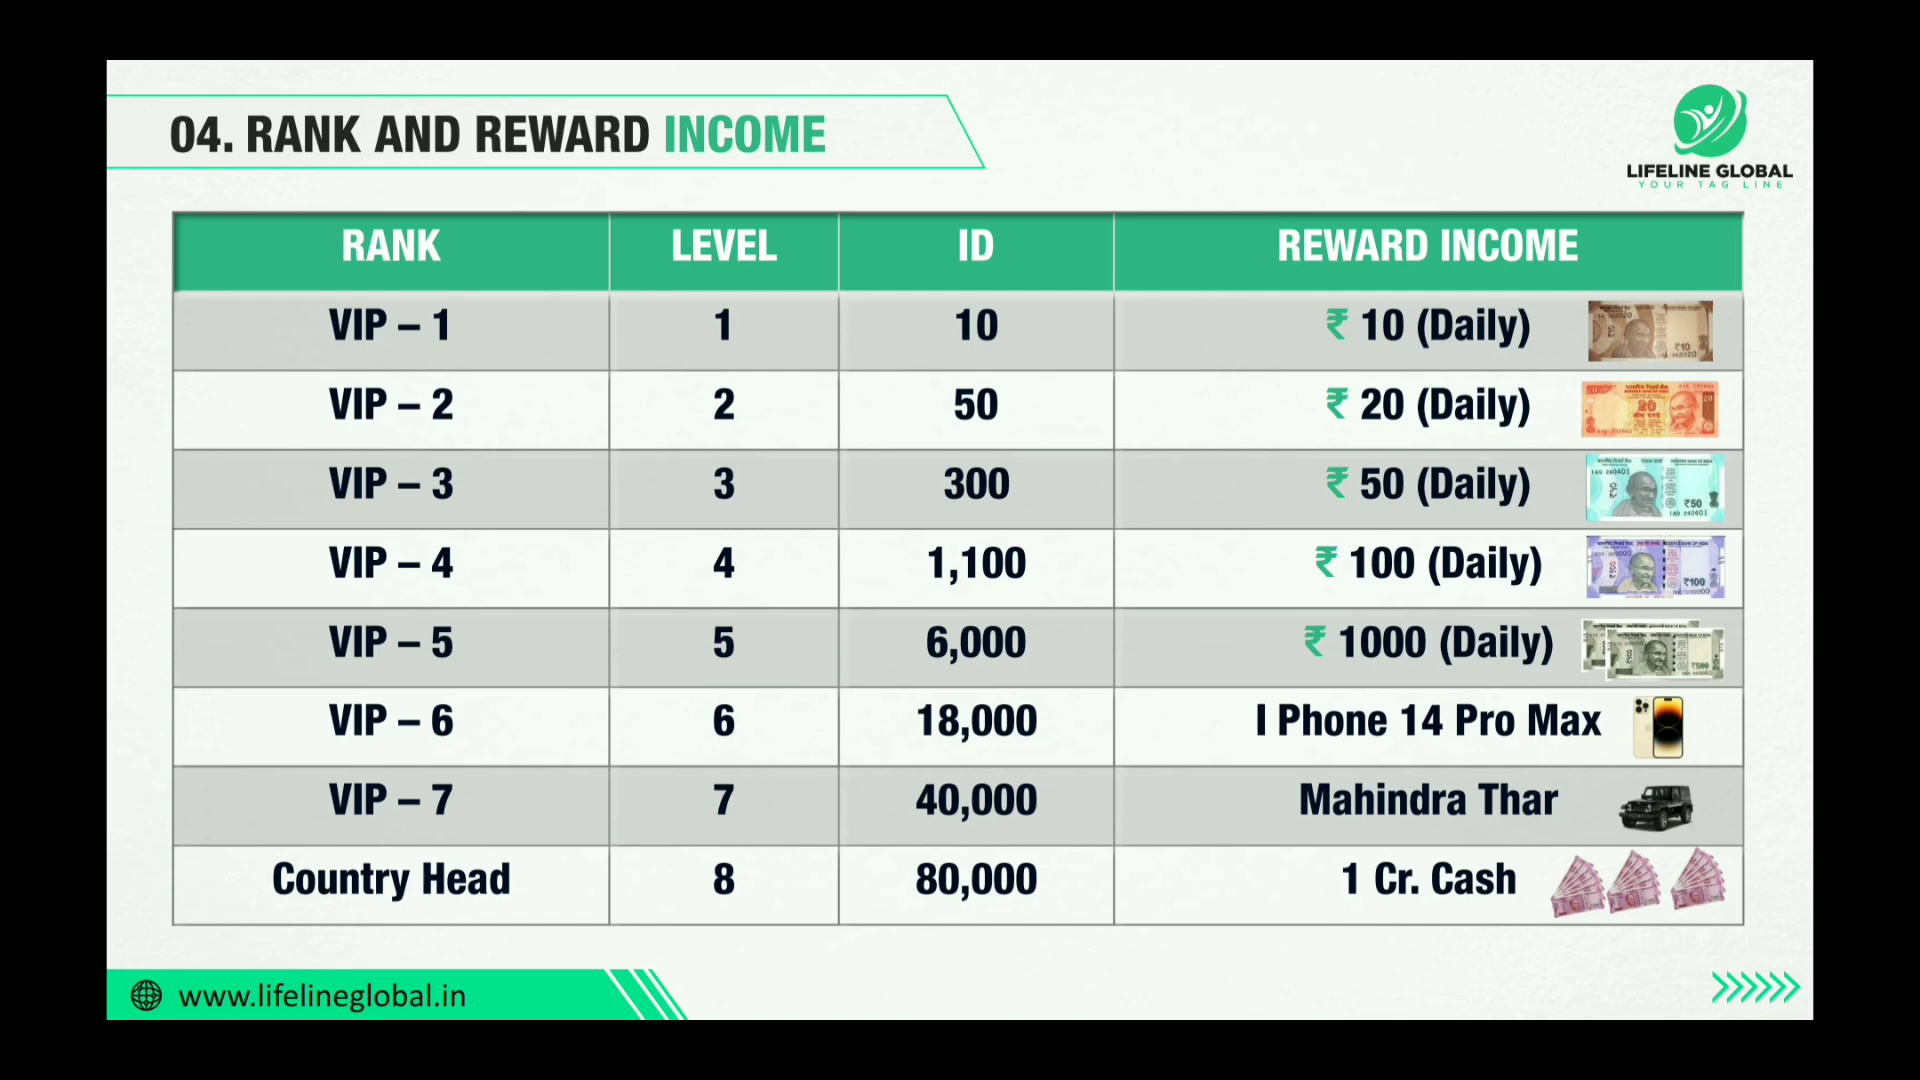 04. RANK AND REWARD INCOME
LIFELINE GLOBAL
YOUR TAG LINE
RANK LEVEL ID REWARD INCOME
VIP – 1 1 10 ₹ 10 (Daily)
VIP – 2 2 50 ₹ 20 (Daily)
VIP – 3 3 300 ₹ 50 (Daily)
VIP – 4 4 1,100 ₹ 100 (Daily)
VIP – 5 5 6,000 ₹ 1000 (Daily)
VIP – 6 6 18,000 I Phone 14 Pro Max
VIP – 7 7 40,000 Mahindra Thar
Country Head 8 80,000 1 Cr. Cash
www.lifelineglobal.in